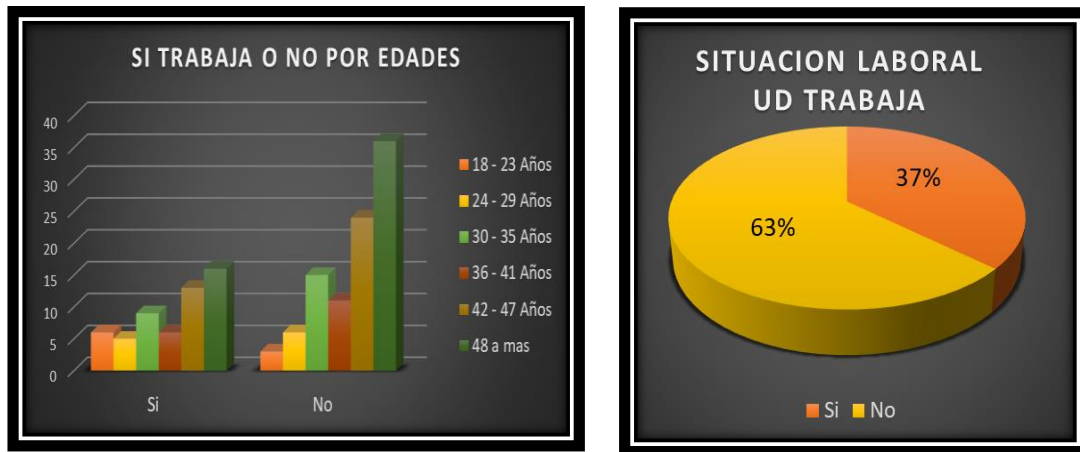 SI TRABAJA O NO POR EDADES
40
35
30
25
20
15
10
5
0
Si
No
18 - 23 Años
24 - 29 Años
30 - 35 Años
36 - 41 Años
42 - 47 Años
48 a mas
SITUACION LABORAL
UD TRABAJA
37%
63%
Si No